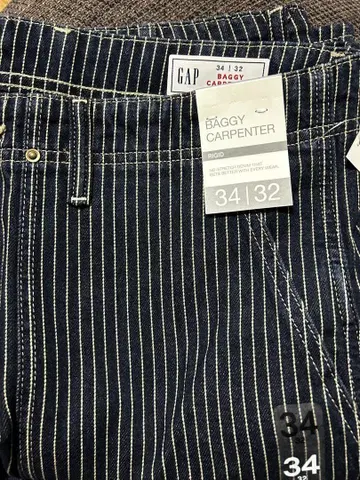 34 | 32
GAP
BAGGY
BAGGY
CARPENTER
RIGID
34 | 32
34
34
32